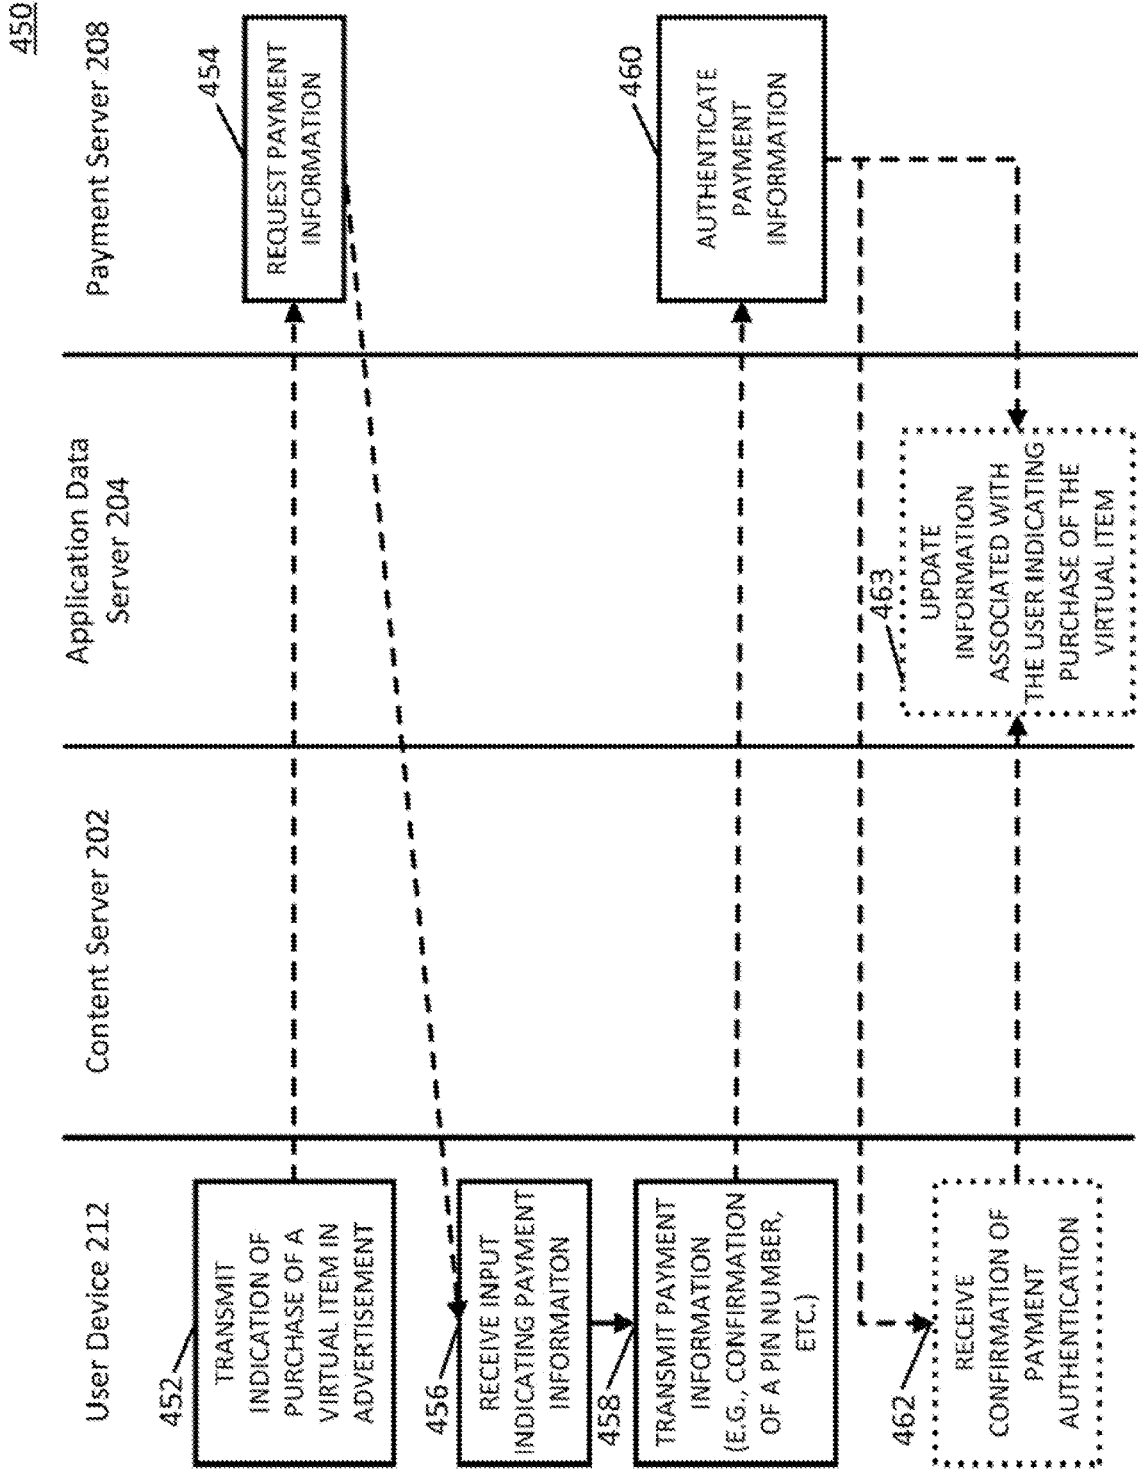 450
User Device 212
Content Server 202
Application Data
Server 204
Payment Server 208
452
TRANSMIT
INDICATION OF
PURCHASE OF A
VIRTUAL ITEM IN
ADVERTISEMENT
454
REQUEST PAYMENT
INFORMATION
456
RECEIVE INPUT
INDICATING PAYMENT
INFORMAITON
458
TRANSMIT PAYMENT
INFORMATION
(E.G., CONFIRMATION
OF A PIN NUMBER,
ETC.)
460
AUTHENTICATE
PAYMENT
INFORMATION
462
RECEIVE
CONFIRMATION OF
PAYMENT
AUTHENTICATION
463
UPDATE
INFORMATION
ASSOCIATED WITH
THE USER INDICATING
PURCHASE OF THE
VIRTUAL ITEM